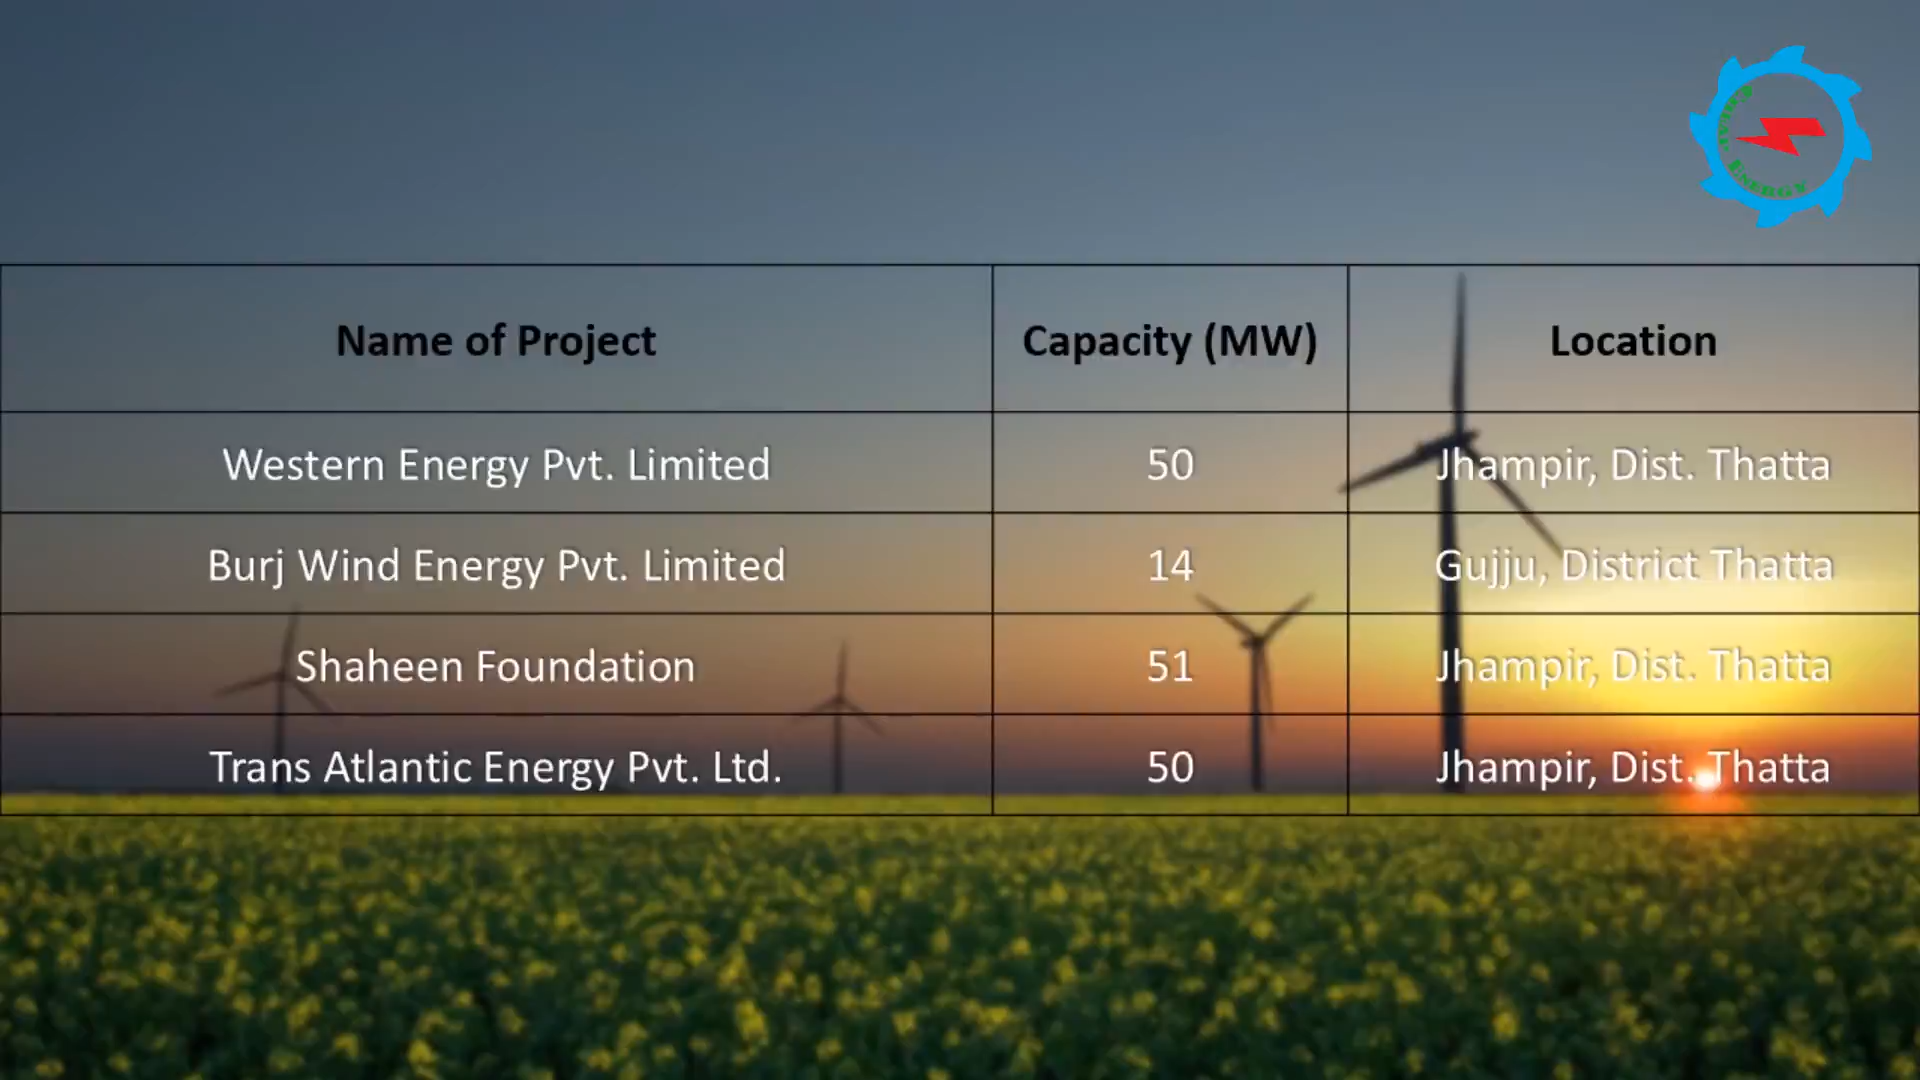 Cheap Energy
Name of Project Capacity (MW) Location
Western Energy Pvt. Limited 50 Jhampir, Dist. Thatta
Burj Wind Energy Pvt. Limited 14 Gujju, District Thatta
Shaheen Foundation 51 Jhampir, Dist. Thatta
Trans Atlantic Energy Pvt. Ltd. 50 Jhampir, Dist. Thatta